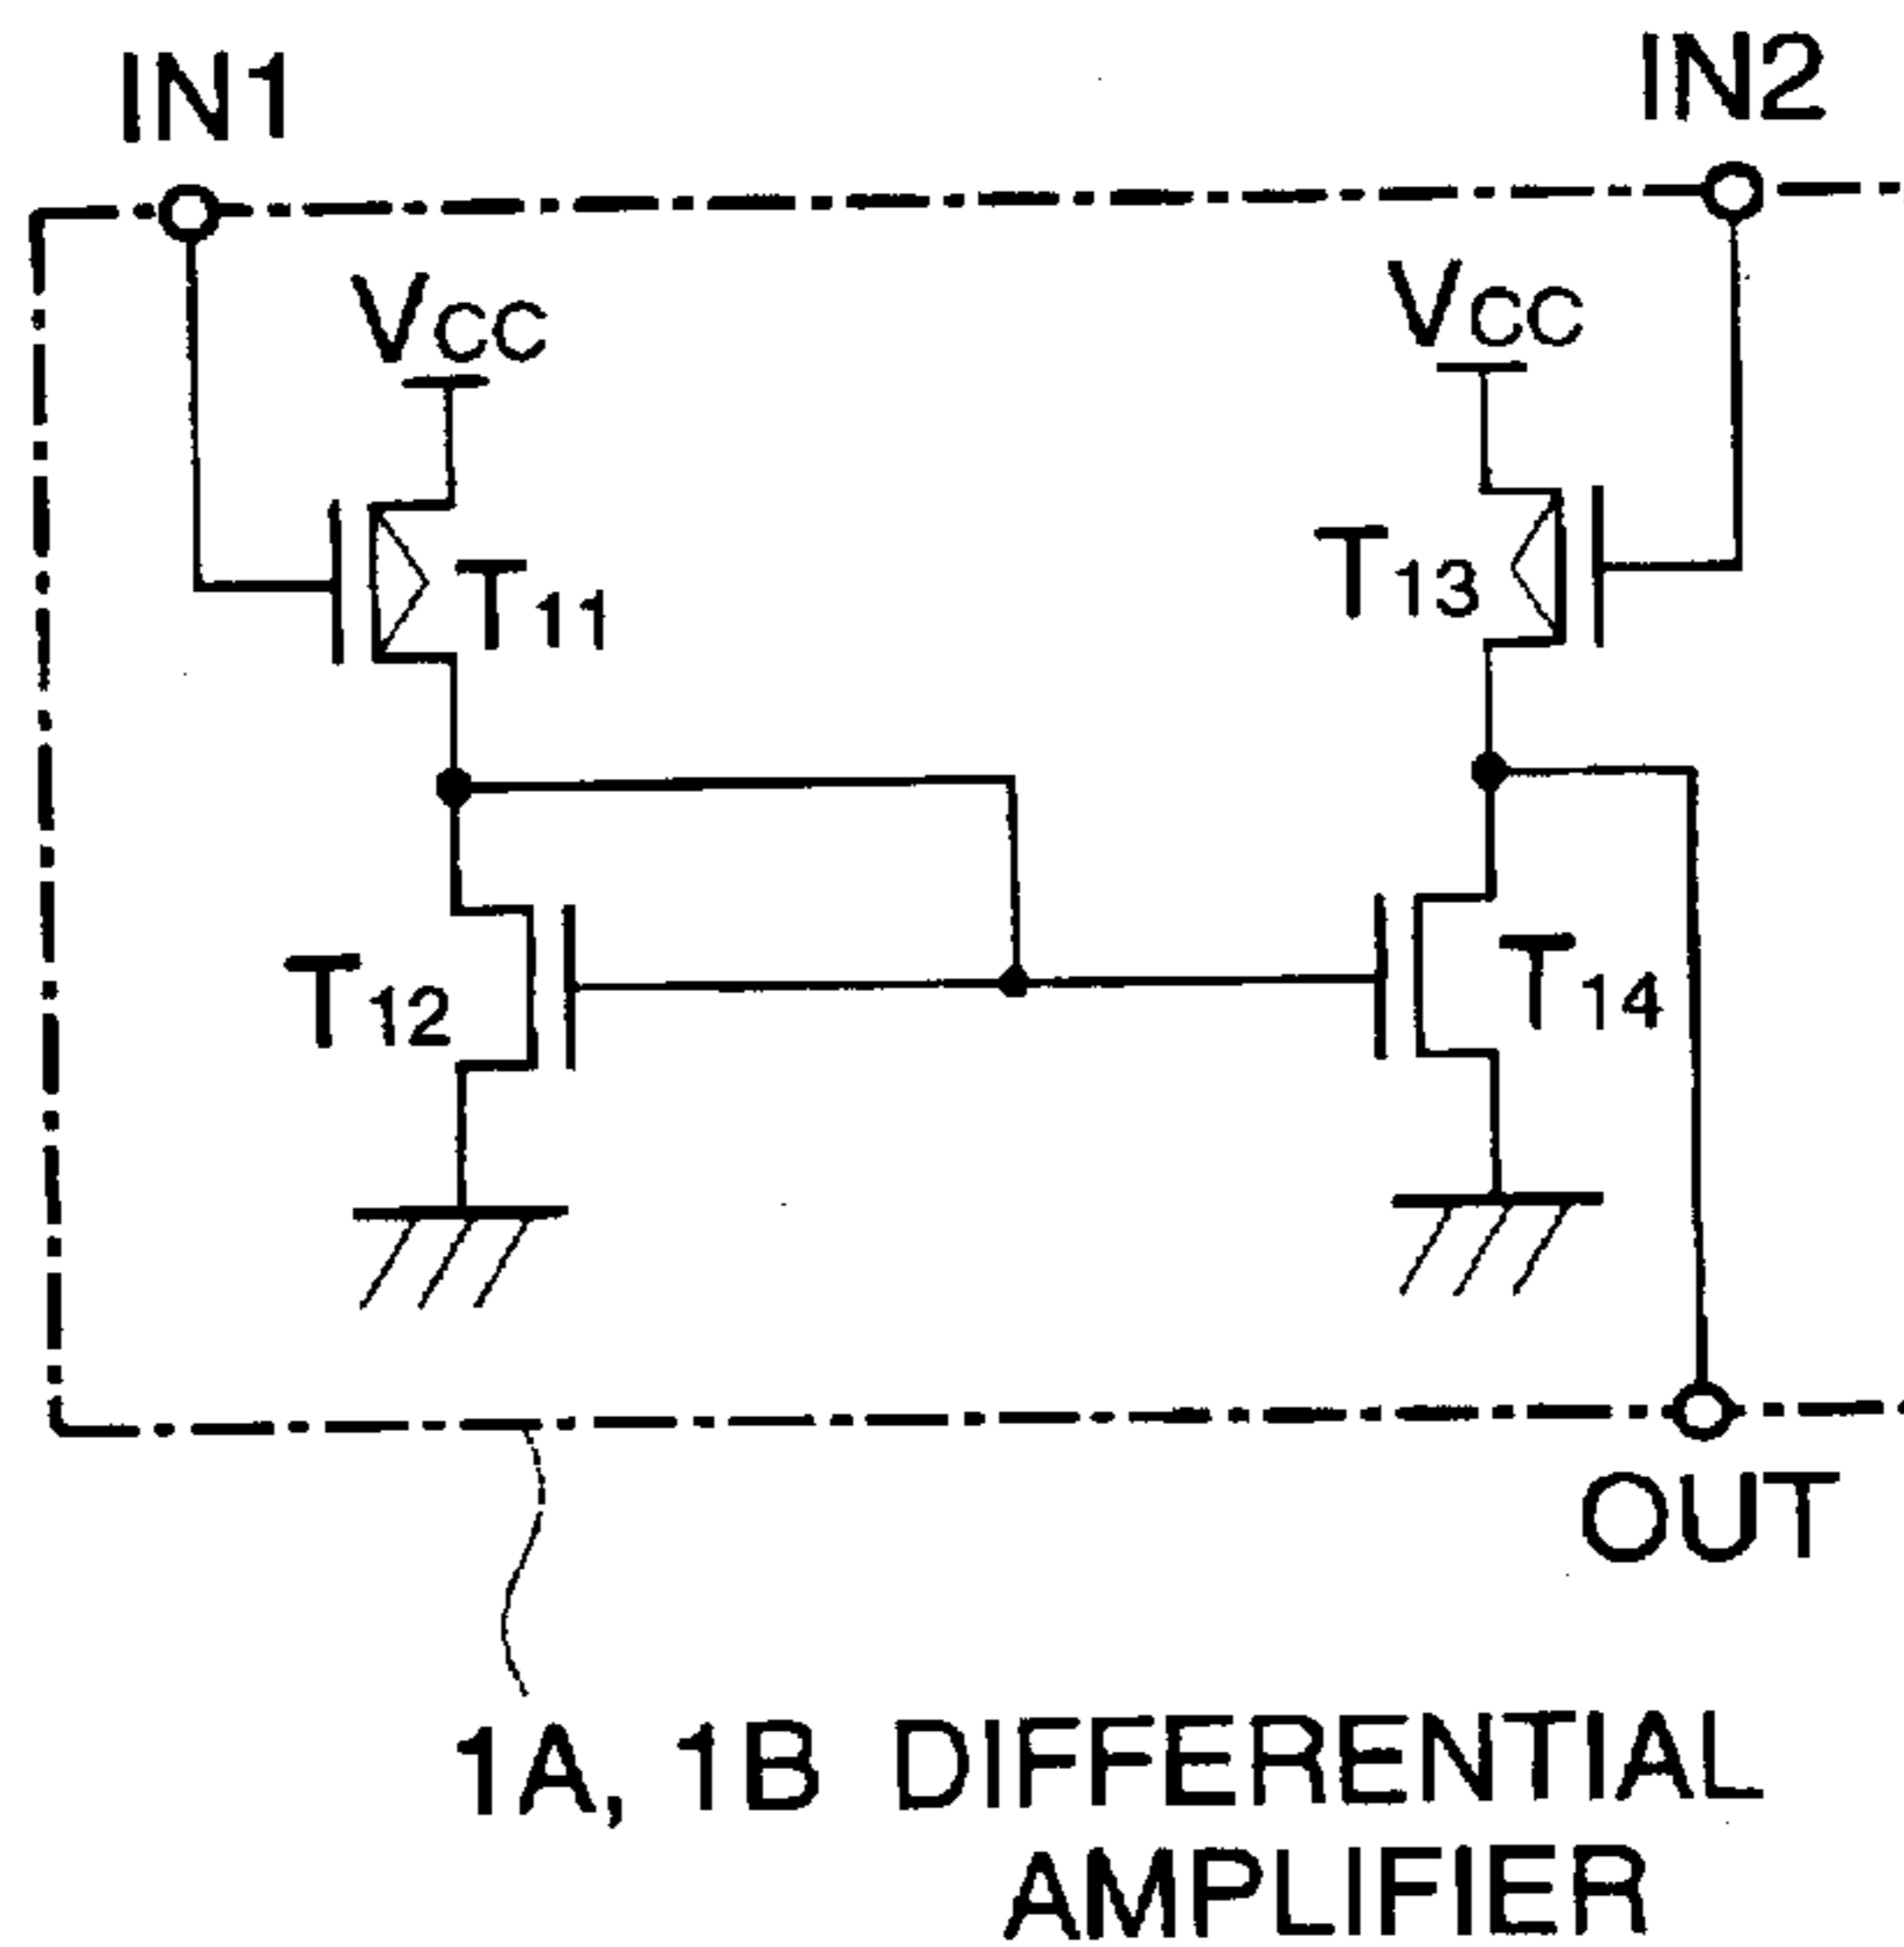 IN1
IN2
VCC
VCC
T11
T13
T12
T14
OUT
1A, 1B DIFFERENTIAL
AMPLIFIER